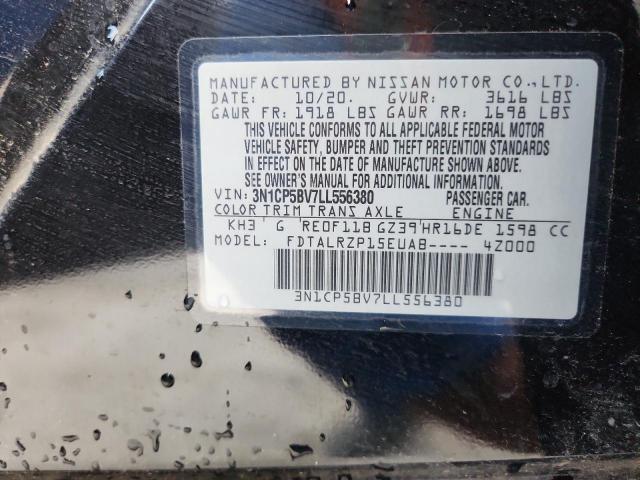 MANUFACTURED BY NISSAN MOTOR CO.,LTD.
DATE: 10/20. GVWR: 3616 LBS
GAWR FR: 1918 LBS GAWR RR: 1698 LBS
THIS VEHICLE CONFORMS TO ALL APPLICABLE FEDERAL MOTOR
VEHICLE SAFETY, BUMPER AND THEFT PREVENTION STANDARDS
IN EFFECT ON THE DATE OF MANUFACTURE SHOWN ABOVE.
SEE OWNER'S MANUAL FOR ADDITIONAL INFORMATION.
VIN: 3N1CP5BV7LL556380 PASSENGER CAR.
COLOR TRIM TRANS AXLE ENGINE
KH3 G RE0F11B GZ39 HR16DE 1598 CC
MODEL: FDTALRZP15EUAB---- 4Z000
3N1CP5BV7LL556380